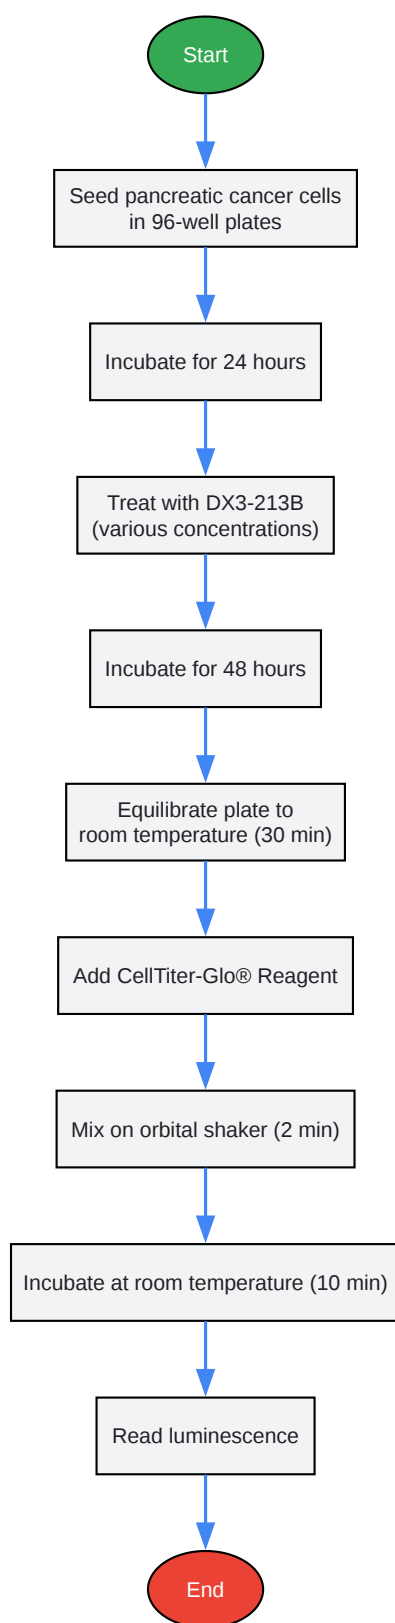 Start
Seed pancreatic cancer cells
in 96-well plates
Incubate for 24 hours
Treat with DX3-213B
(various concentrations)
Incubate for 48 hours
Equilibrate plate to
room temperature (30 min)
Add CellTiter-Glo® Reagent
Mix on orbital shaker (2 min)
Incubate at room temperature (10 min)
Read luminescence
End